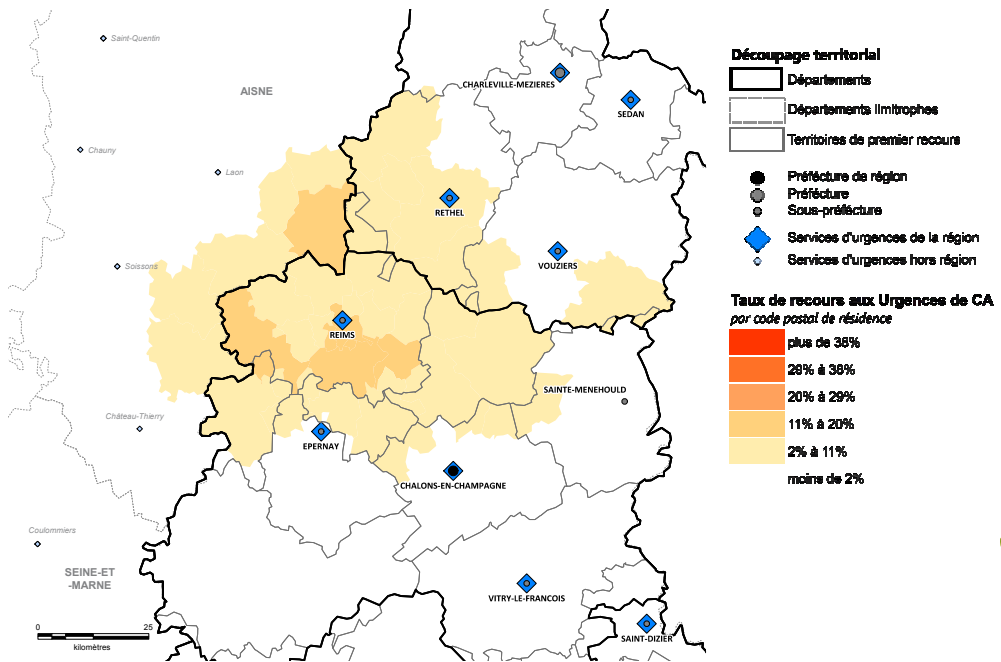 Saint-Quentin
AISNE
CHARLEVILLE-MEZIERES
SEDAN
Chauny
Laon
RETHEL
VOUZIERS
Soissons
REIMS
SAINTE-MENEHOULD
Château-Thierry
EPERNAY
CHALONS-EN-CHAMPAGNE
Coulommiers
SEINE-ET
-MARNE
VITRY-LE-FRANCOIS
SAINT-DIZIER
0 25
kilomètres
Découpage territorial
Départements
Départements limitrophes
Territoires de premier recours
Préfécture de région
Préfécture
Sous-préfécture
Services d'urgences de la région
Services d'urgences hors région
Taux de recours aux Urgences de CA
par code postal de résidence
plus de 38%
29% à 38%
20% à 29%
11% à 20%
2% à 11%
moins de 2%